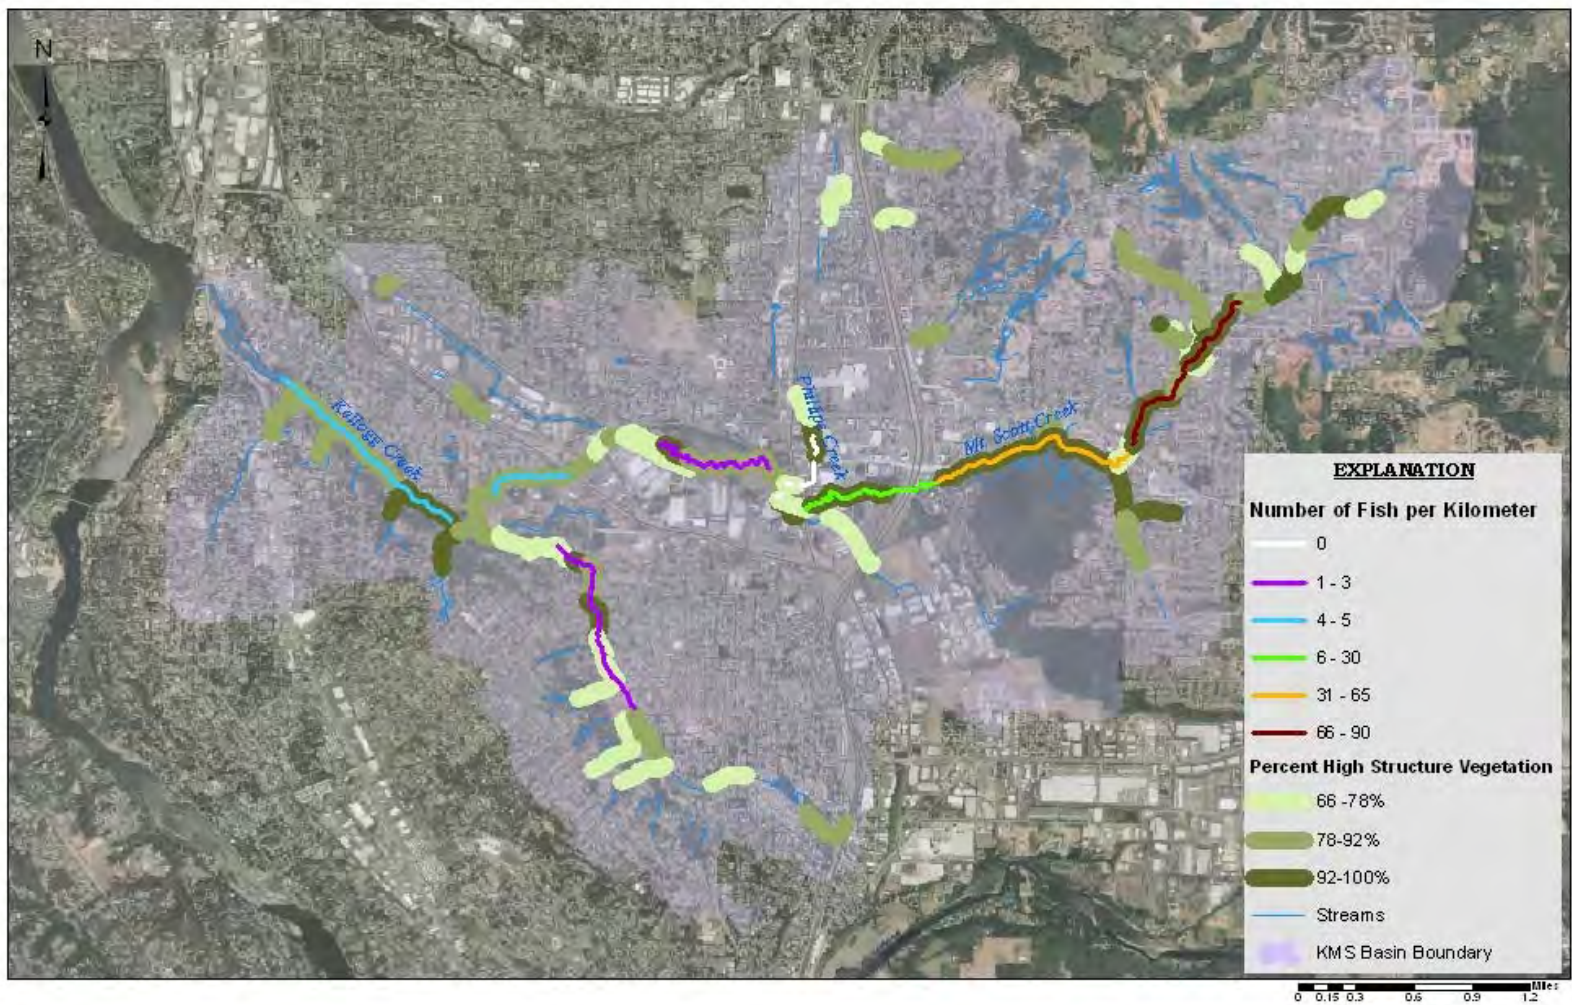 N
Kellogg Creek
Phillips Creek
Mt. Scott Creek
EXPLANATION
Number of Fish per Kilometer
0
1 - 3
4 - 5
6 - 30
31 - 65
66 - 90
Percent High Structure Vegetation
66 -78%
78-92%
92-100%
Streams
KMS Basin Boundary
Miles
0 0.15 0.3 0.6 0.9 1.2